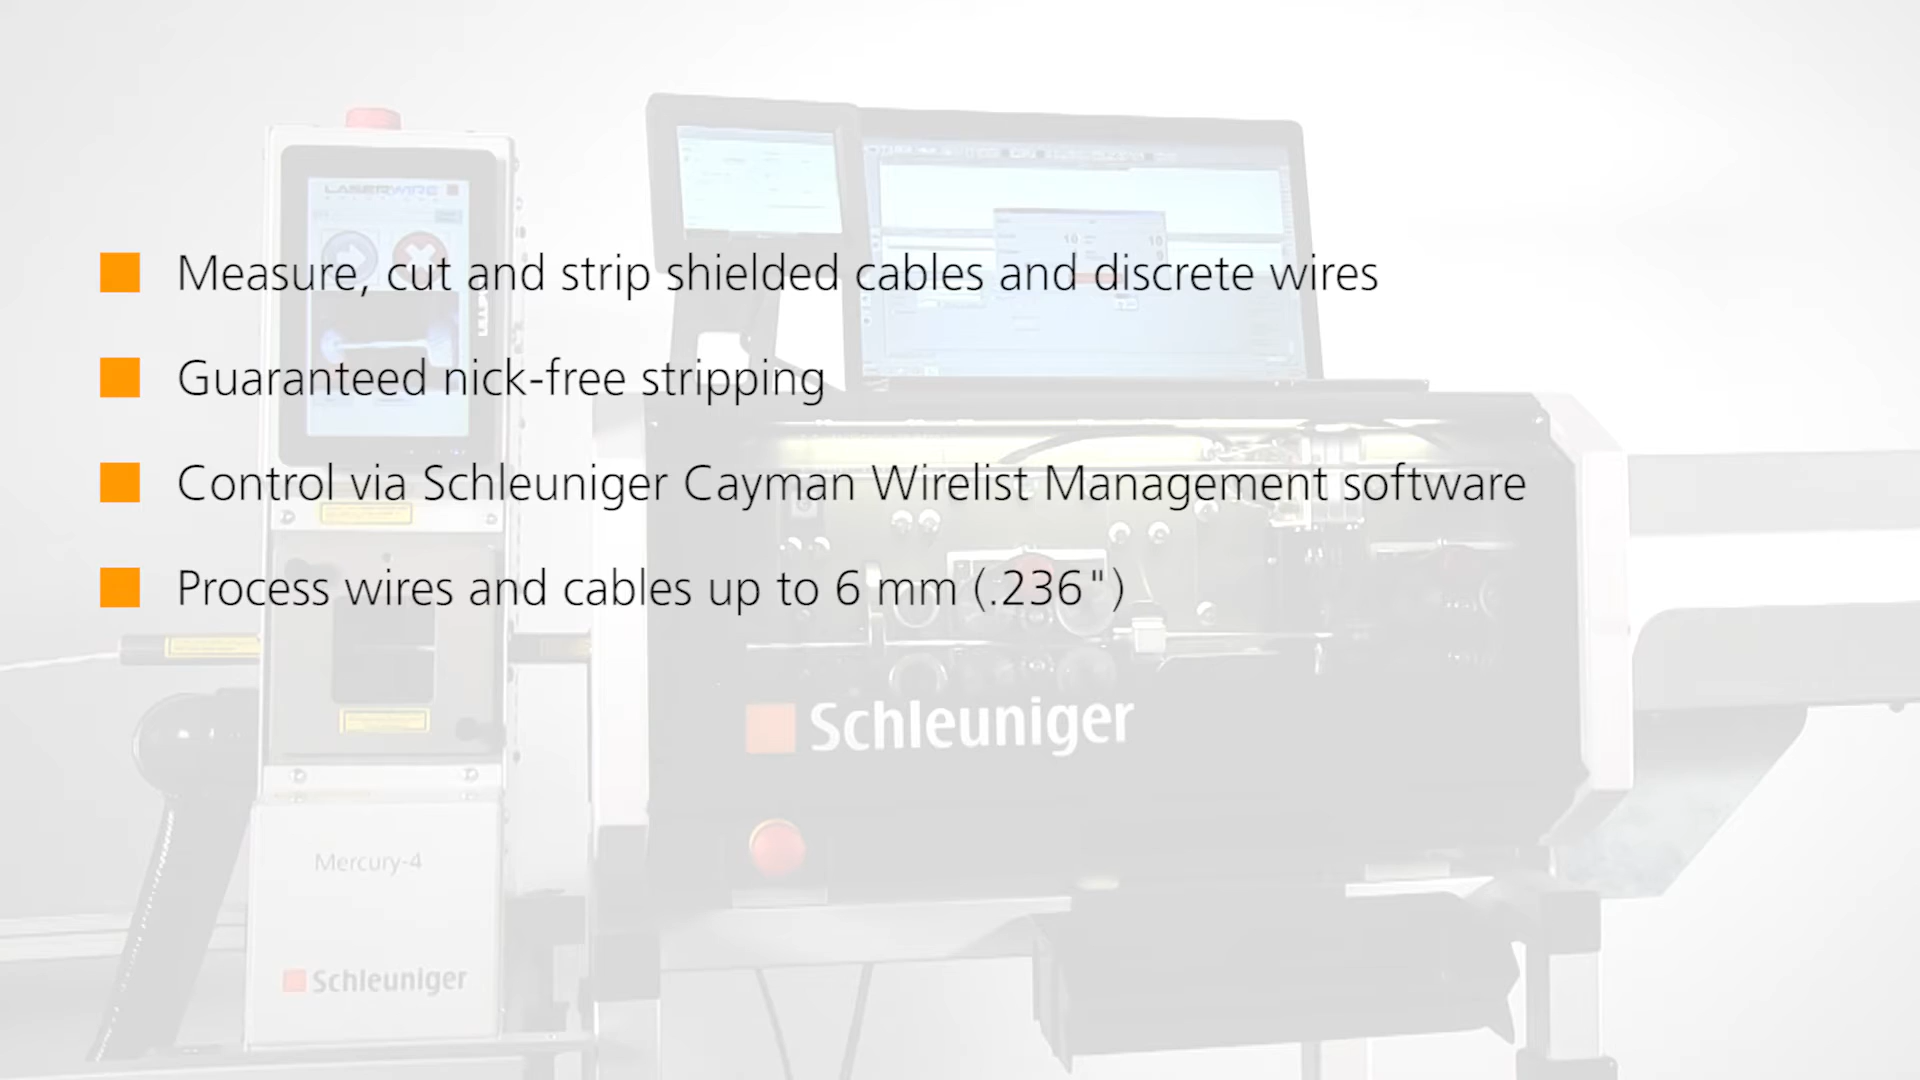 LASERWIRE
Measure, cut and strip shielded cables and discrete wires
Guaranteed nick-free stripping
Control via Schleuniger Cayman Wirelist Management software
Process wires and cables up to 6 mm (.236")
Schleuniger
Mercury-4
Schleuniger